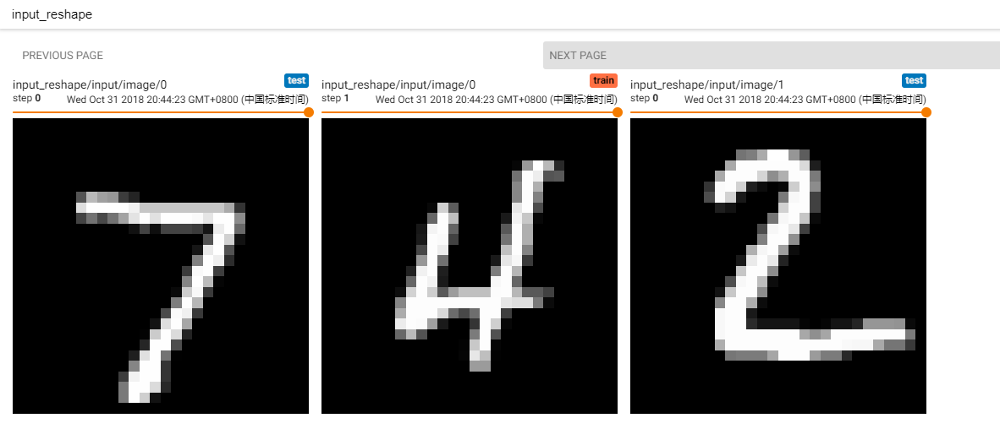 input_reshape
PREVIOUS PAGE
NEXT PAGE
input_reshape/input/image/0 test
step 0 Wed Oct 31 2018 20:44:23 GMT+0800 (中国标准时间)
7
input_reshape/input/image/0 train
step 1 Wed Oct 31 2018 20:44:23 GMT+0800 (中国标准时间)
4
input_reshape/input/image/1 test
step 0 Wed Oct 31 2018 20:44:23 GMT+0800 (中国标准时间)
2